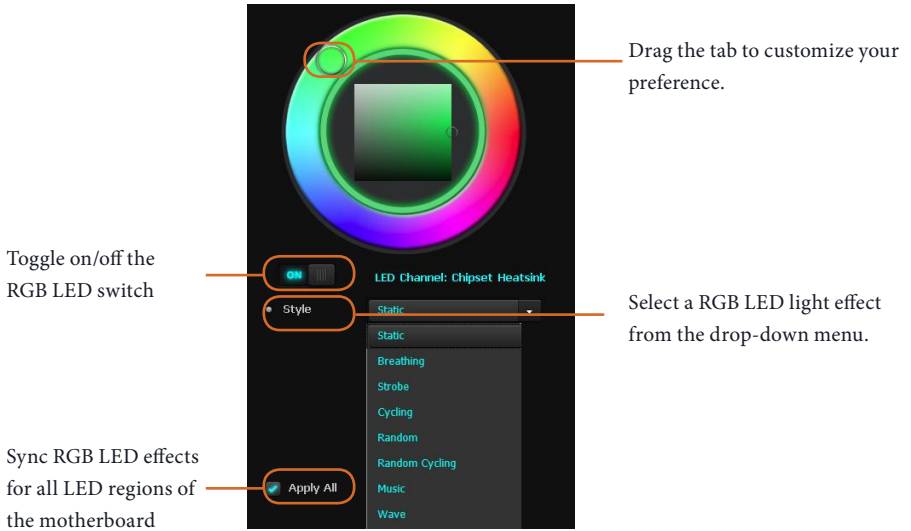 Drag the tab to customize your
preference.
Toggle on/off the
RGB LED switch
ON
LED Channel: Chipset Heatsink
Style
Static
Select a RGB LED light effect
from the drop-down menu.
Static
Breathing
Strobe
Cycling
Random
Random Cycling
Music
Wave
Sync RGB LED effects
for all LED regions of
the motherboard
Apply All